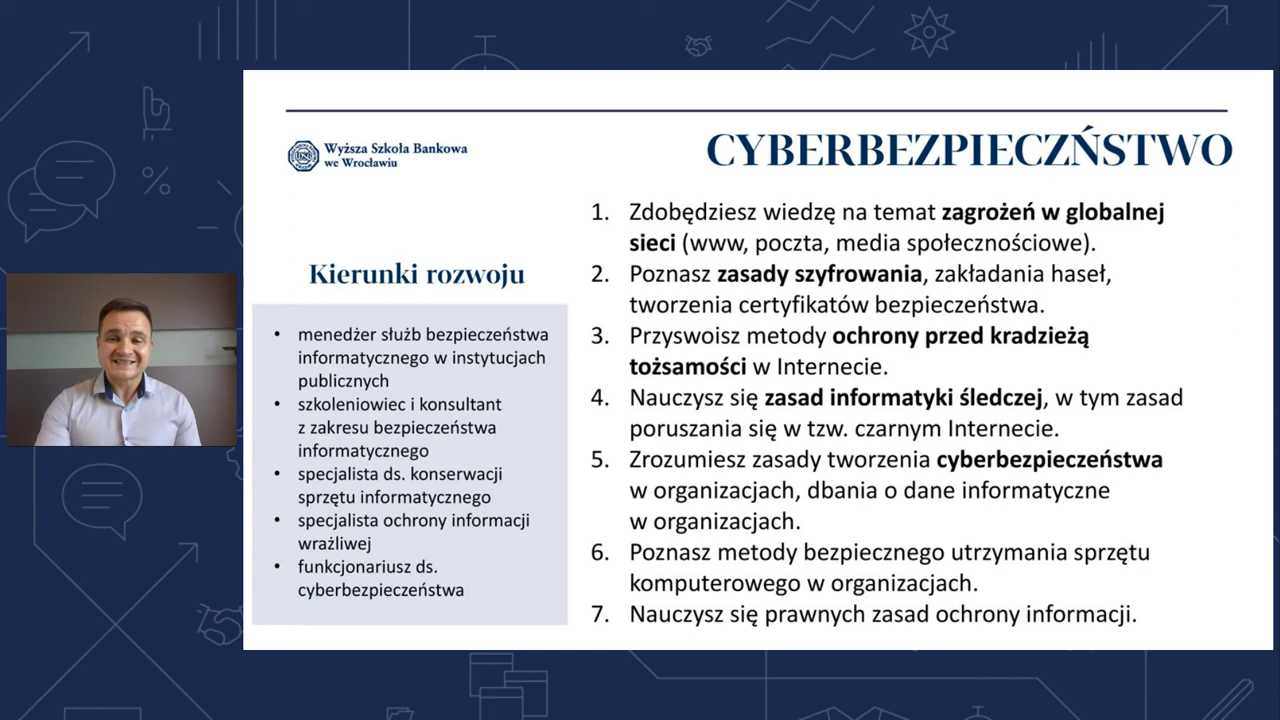 Wyższa Szkoła Bankowa
we Wrocławiu
CYBERBEZPIECZŃSTWO
Kierunki rozwoju
• menedżer służb bezpieczeństwa
informatycznego w instytucjach
publicznych
• szkoleniowiec i konsultant
z zakresu bezpieczeństwa
informatycznego
• specjalista ds. konserwacji
sprzętu informatycznego
• specjalista ochrony informacji
wrażliwej
• funkcjonariusz ds.
cyberbezpieczeństwa
1. Zdobędziesz wiedzę na temat zagrożeń w globalnej
sieci (www, poczta, media społecznościowe).
2. Poznasz zasady szyfrowania, zakładania haseł,
tworzenia certyfikatów bezpieczeństwa.
3. Przyswoisz metody ochrony przed kradzieżą
tożsamości w Internecie.
4. Nauczysz się zasad informatyki śledczej, w tym zasad
poruszania się w tzw. czarnym Internecie.
5. Zrozumiesz zasady tworzenia cyberbezpieczeństwa
w organizacjach, dbania o dane informatyczne
w organizacjach.
6. Poznasz metody bezpiecznego utrzymania sprzętu
komputerowego w organizacjach.
7. Nauczysz się prawnych zasad ochrony informacji.